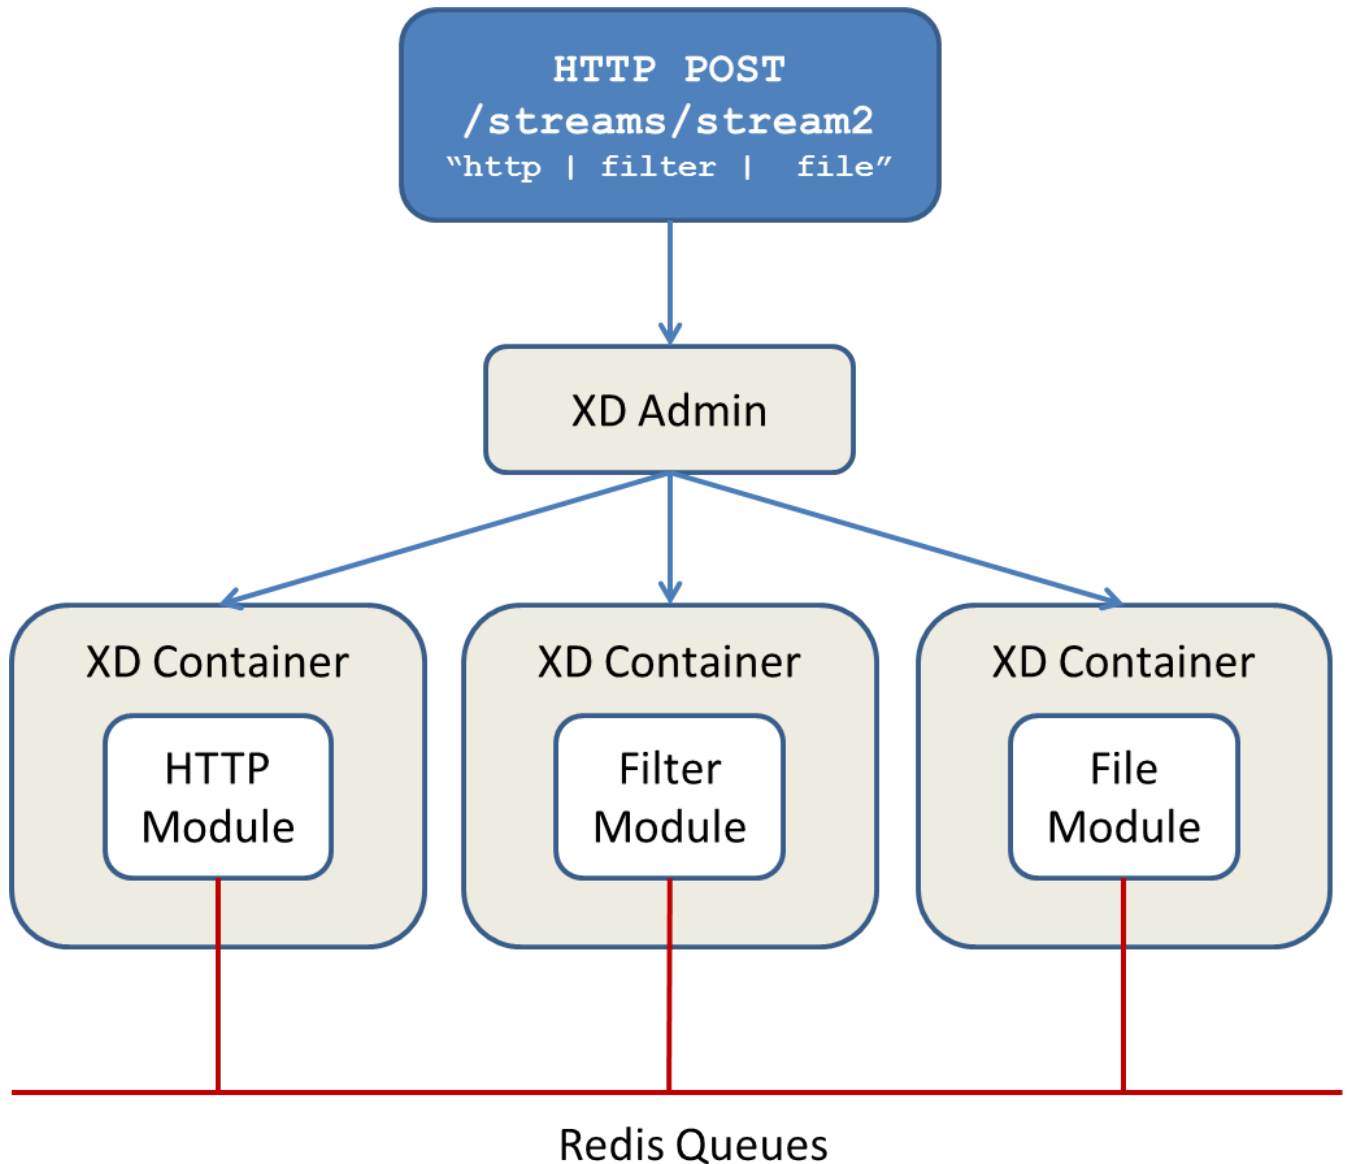 HTTP POST
/streams/stream2
“http | filter |  file”
XD Admin
XD Container
HTTP
Module
XD Container
Filter
Module
XD Container
File
Module
Redis Queues